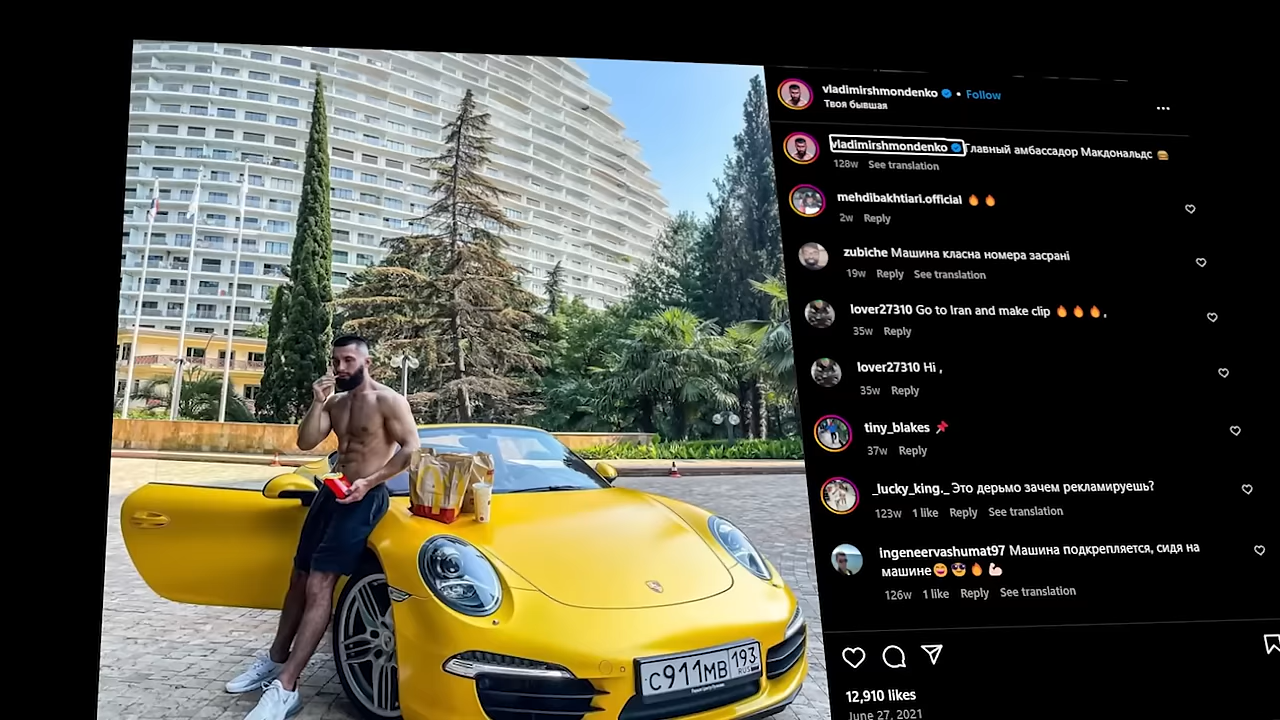 vladimirshmondenko • Follow
Твоя бывшая
vladimirshmondenko Главный амбассадор Макдональдс 🍔
128w See translation
mehdibakhtiari.official 🔥🔥
2w Reply
zubiche Машина класна номера засрані
19w Reply See translation
lover27310 Go to Iran and make clip 🔥🔥🔥,
35w Reply
lover27310 Hi ,
35w Reply
tiny_blakes 📌
37w Reply
_lucky_king._ Это дерьмо зачем рекламируешь?
123w 1 like Reply See translation
ingeneervashumat97 Машина подкрепляется, сидя на
машине😄😎🔥💪🏻
126w 1 like Reply See translation
С911МВ 193
RUS
12,910 likes
June 27, 2021